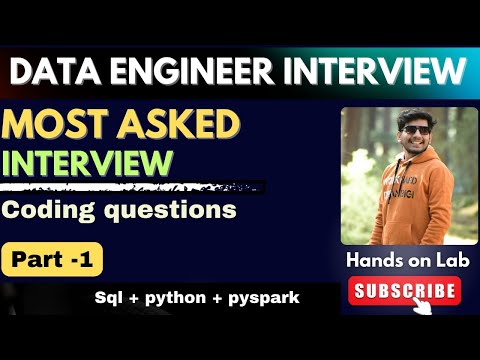 DATA ENGINEER INTERVIEW
MOST ASKED
INTERVIEW
Coding questions
Part -1
Sql + python + pyspark
Hands on Lab
SUBSCRIBE